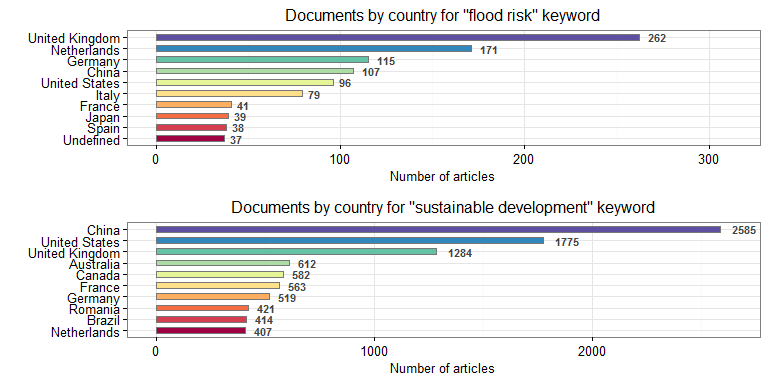 Documents by country for "flood risk" keyword
United Kingdom 262
Netherlands 171
Germany 115
China 107
United States 96
Italy 79
France 41
Japan 39
Spain 38
Undefined 37
0 100 200 300
Number of articles
Documents by country for "sustainable development" keyword
China 2585
United States 1775
United Kingdom 1284
Australia 612
Canada 582
France 563
Germany 519
Romania 421
Brazil 414
Netherlands 407
0 1000 2000
Number of articles